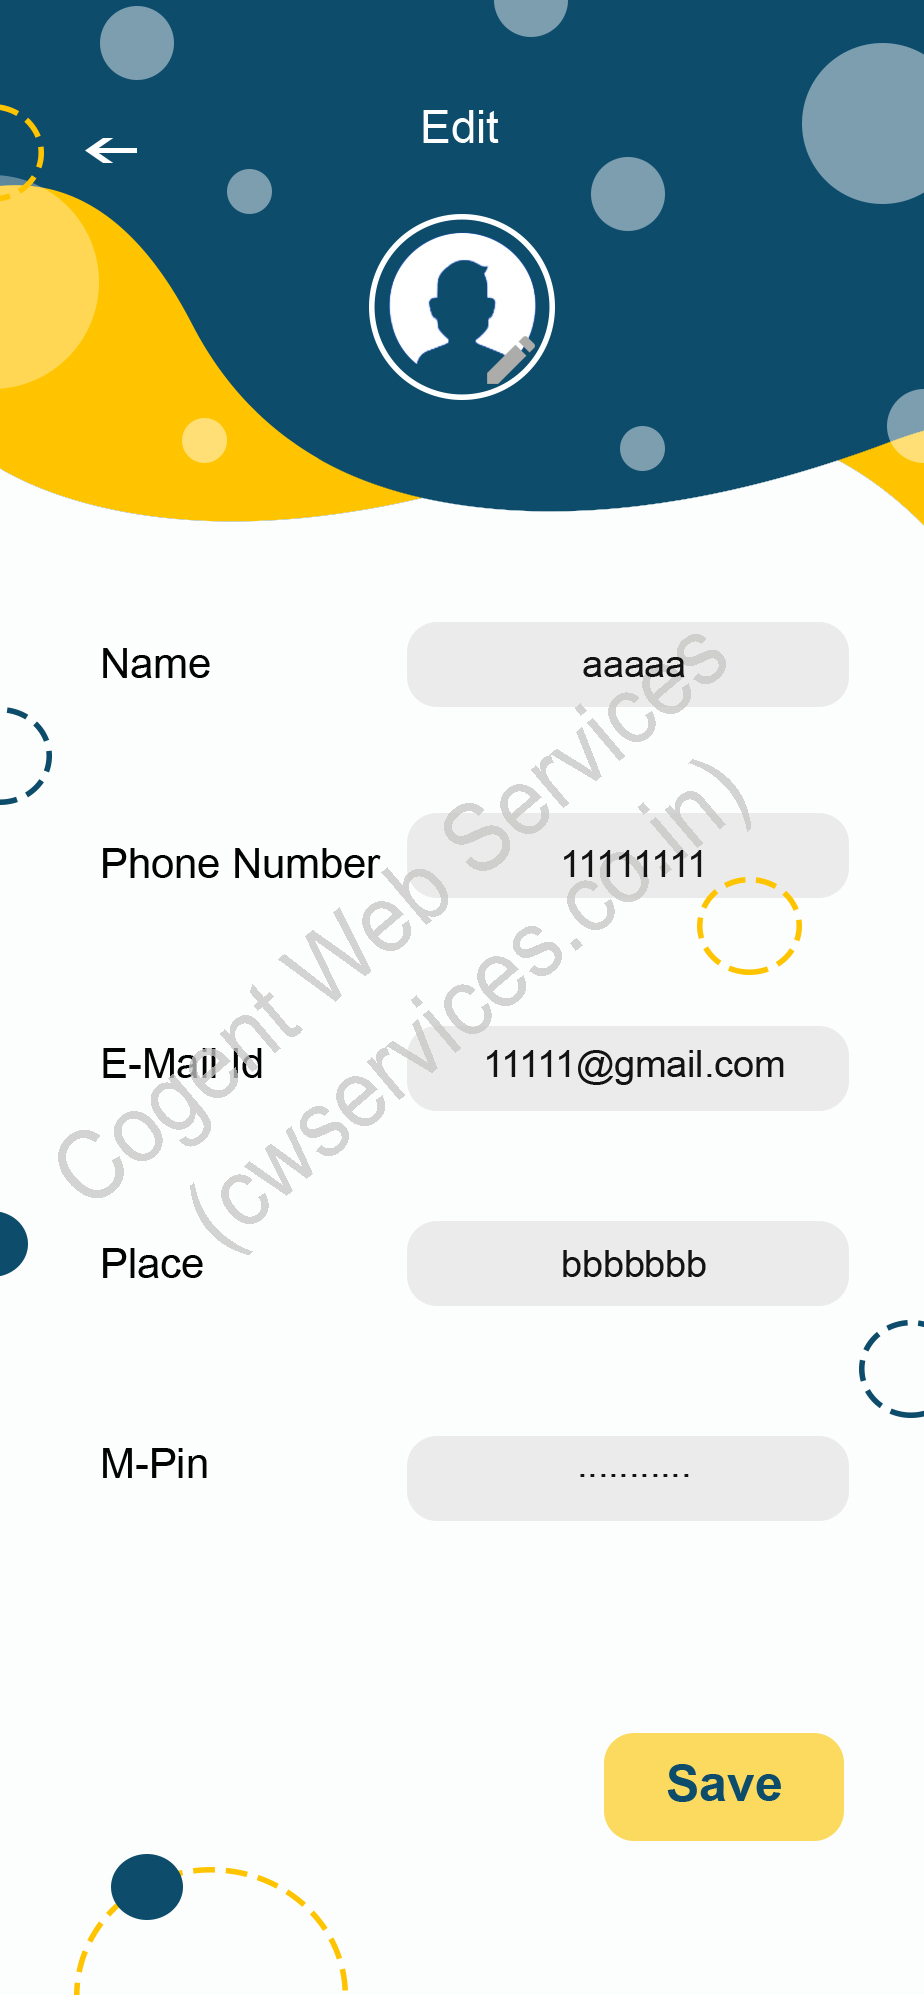 Edit
Name aaaaa
Phone Number 11111111
E-Mail Id 11111@gmail.com
Place bbbbbbb
M-Pin ...........
Save
Cogent Web Services
(cwservices.co.in)